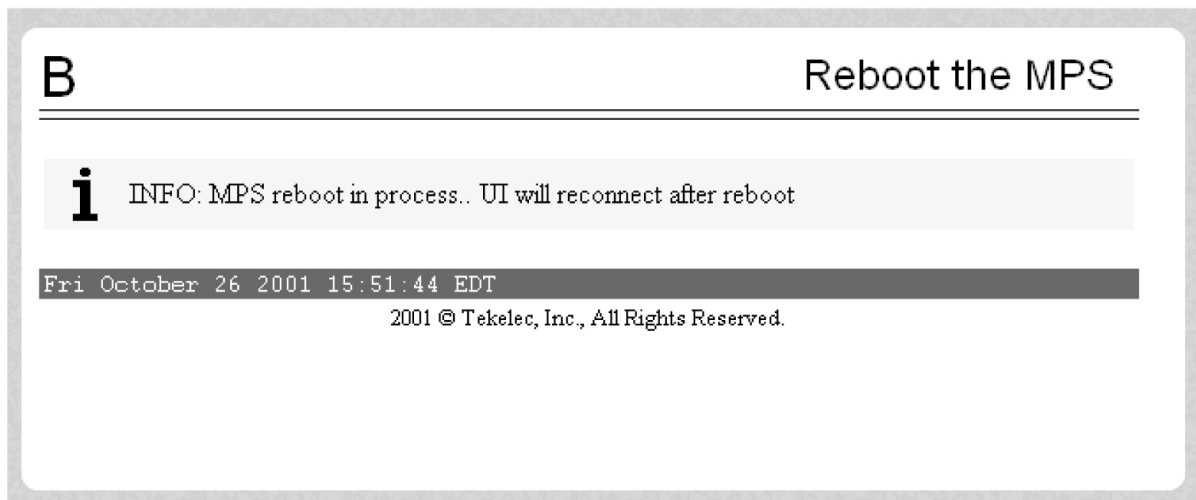 B
Reboot the MPS
INFO: MPS reboot in process.. UI will reconnect after reboot
Fri October 26 2001 15:51:44 EDT
2001 © Tekelec, Inc., All Rights Reserved.